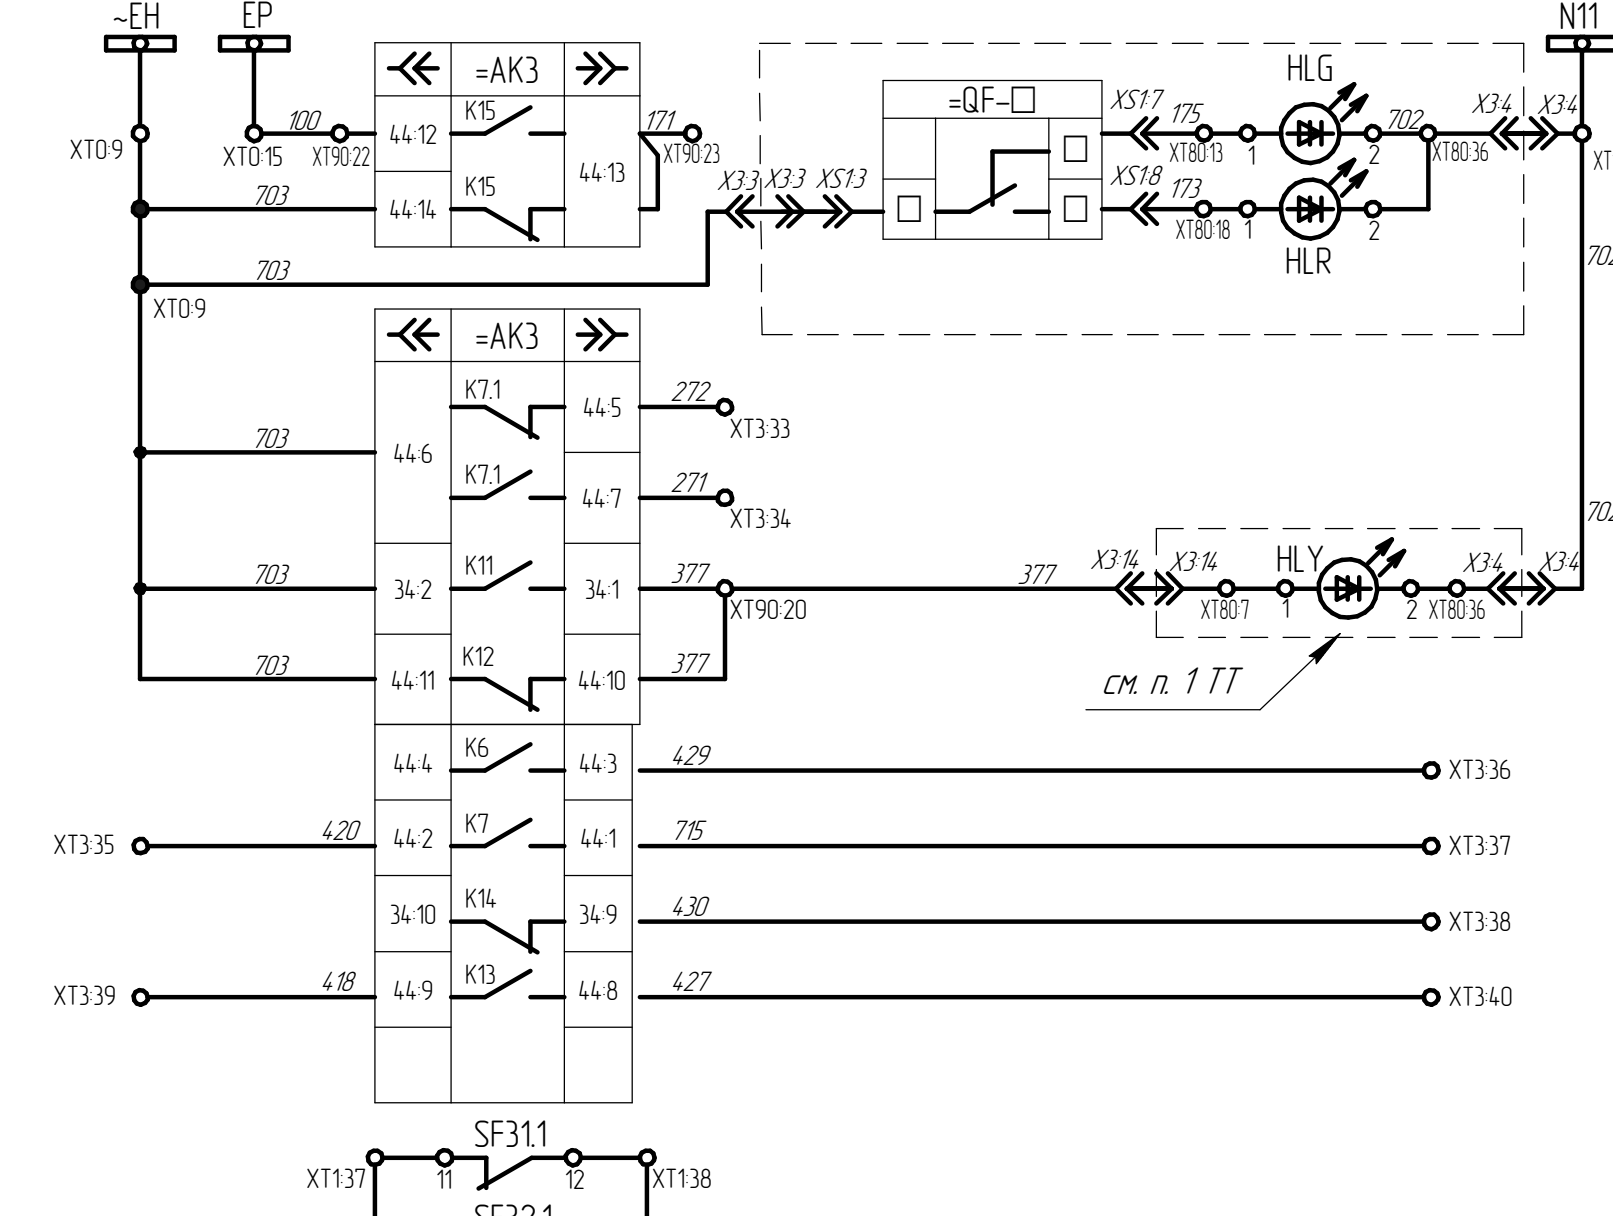 ~EH
EP
N11
=AK3
HLG
=QF-
K15
XS1:7
175
702
X3:4
X3:4
100
44:12
171
XT0:9
XT0:15
XT90:22
XT90:23
XT80:13
1
2
XT80:36
XT
44:13
X3:3
X3:3
XS1:3
XS1:8
173
703
44:14
K15
XT80:18
1
2
HLR
703
702
XT0:9
=AK3
K7.1
44:5
272
XT3:33
703
44:6
K7.1
44:7
271
XT3:34
702
703
34:2
K11
34:1
377
XT90:20
377
X3:14
X3:14
HLY
X3:4
X3:4
XT80:7
1
2
XT80:36
703
44:11
K12
44:10
377
см. п. 1 ТТ
44:4
K6
44:3
429
XT3:36
XT3:35
420
44:2
K7
44:1
715
XT3:37
34:10
K14
34:9
430
XT3:38
XT3:39
418
44:9
K13
44:8
427
XT3:40
SF31.1
XT1:37
11
12
XT1:38